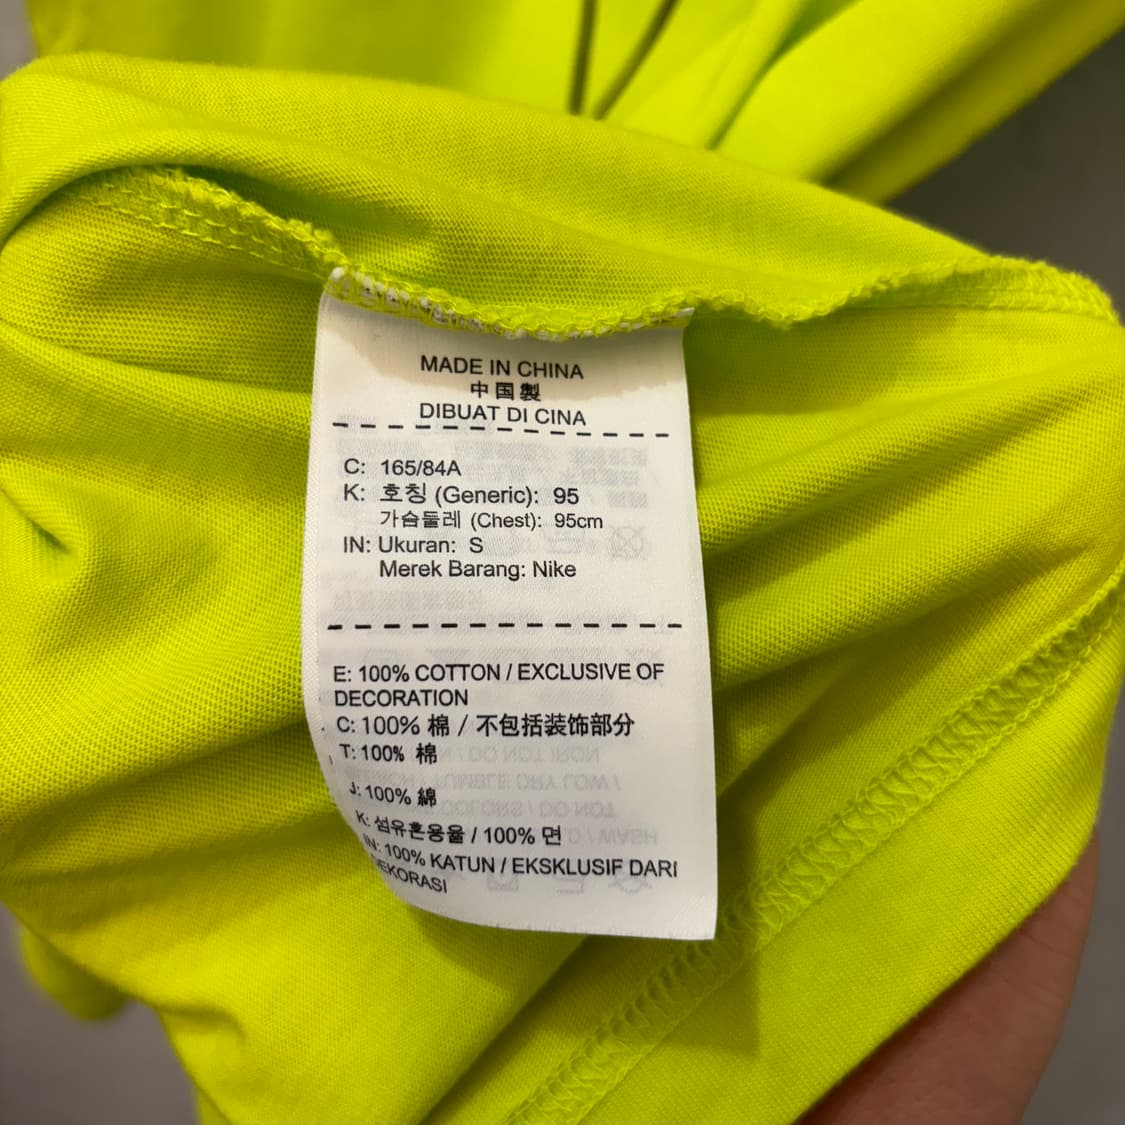 MADE IN CHINA
中国製
DIBUAT DI CINA
C: 165/84A
K: 호칭 (Generic): 95
가슴둘레 (Chest): 95cm
IN: Ukuran: S
Merek Barang: Nike
E: 100% COTTON / EXCLUSIVE OF
DECORATION
C: 100% 棉 / 不包括装饰部分
T: 100% 棉
J: 100% 綿
K: 섬유혼용율 / 100% 면
IN: 100% KATUN / EKSKLUSIF DARI
DEKORASI